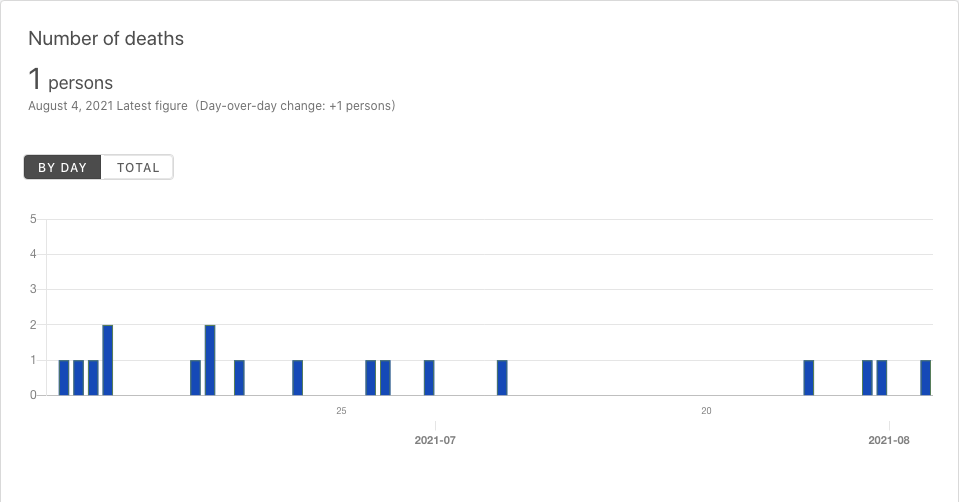 Number of deaths
1 persons
August 4, 2021 Latest figure (Day-over-day change: +1 persons)
BY DAY TOTAL
5
4
3
2
1
0
25 20
2021-07 2021-08